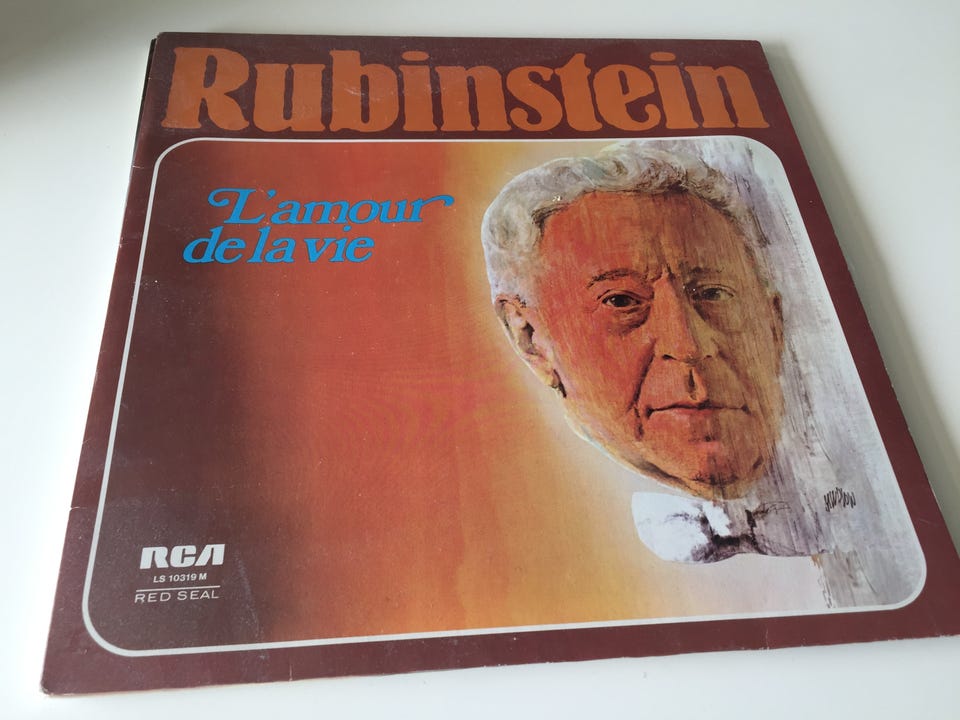 Rubinstein
L'amour
de la vie
RCA
LS 10319 M
RED SEAL